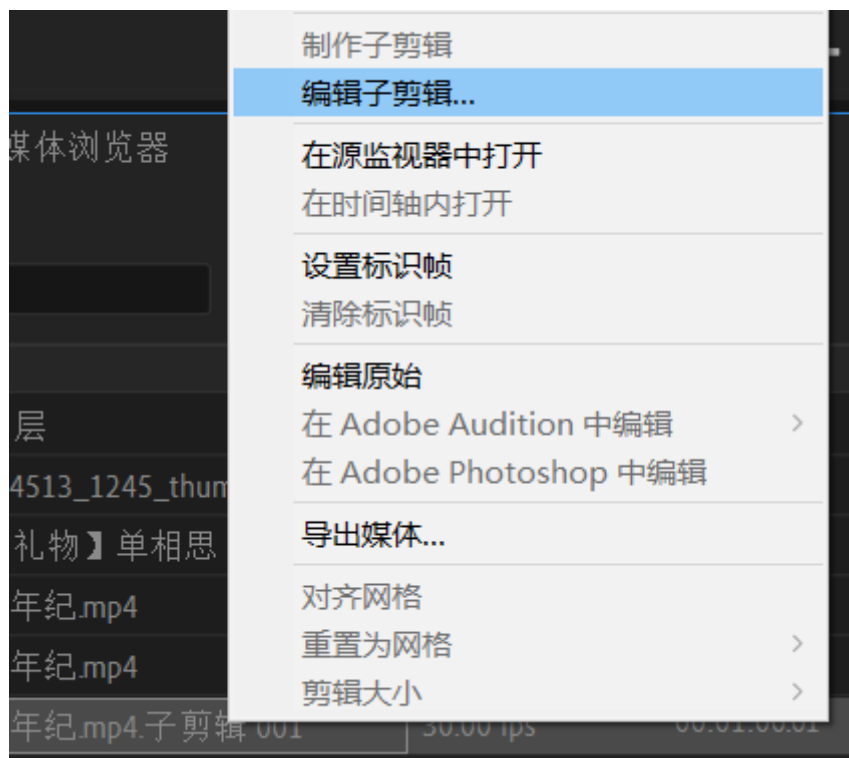 制作子剪辑
编辑子剪辑...
媒体浏览器
在源监视器中打开
在时间轴内打开
设置标识帧
清除标识帧
编辑原始
层
在 Adobe Audition 中编辑
在 Adobe Photoshop 中编辑
4513_1245_thum
导出媒体...
礼物】单相思
年纪.mp4
对齐网格
重置为网格
年纪.mp4
剪辑大小
年纪.mp4.子剪辑 001 30.00 fps 00:01:00:01